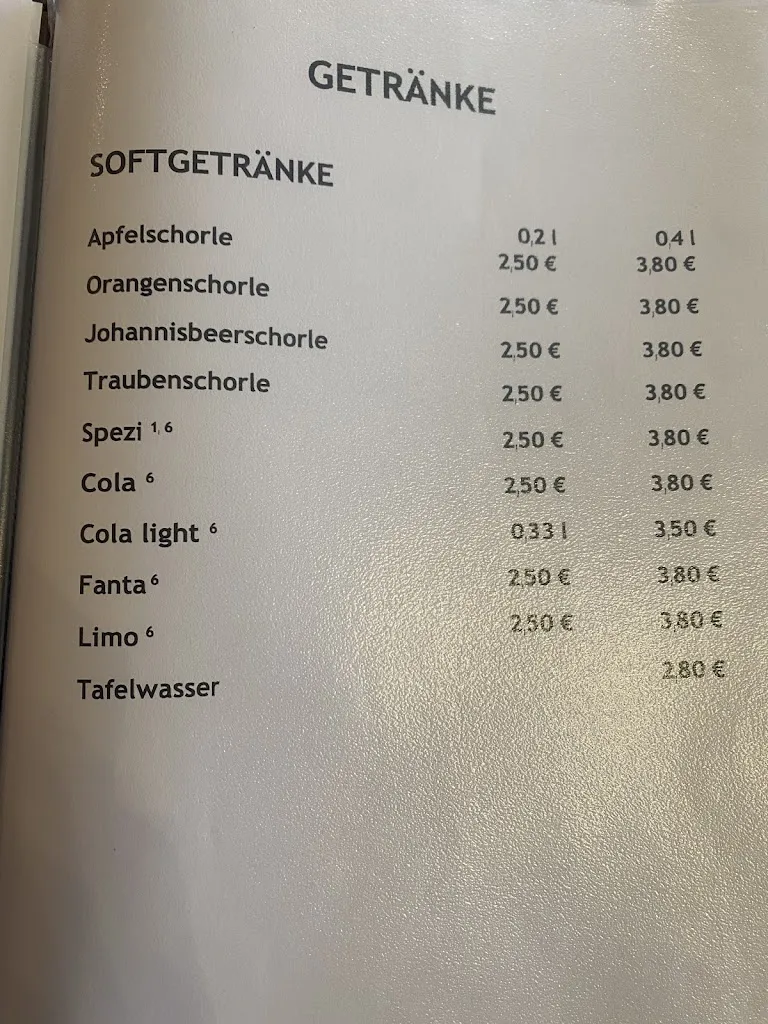 GETRÄNKE
SOFTGETRÄNKE
Apfelschorle 0,2 l 0,4 l
2,50 € 3,80 €
Orangenschorle 2,50 € 3,80 €
Johannisbeerschorle 2,50 € 3,80 €
Traubenschorle 2,50 € 3,80 €
Spezi 1, 6 2,50 € 3,80 €
Cola 6 2,50 € 3,80 €
Cola light 6 0,33 l 3,50 €
Fanta 6 2,50 € 3,80 €
Limo 6 2,50 € 3,80 €
Tafelwasser 2,80 €